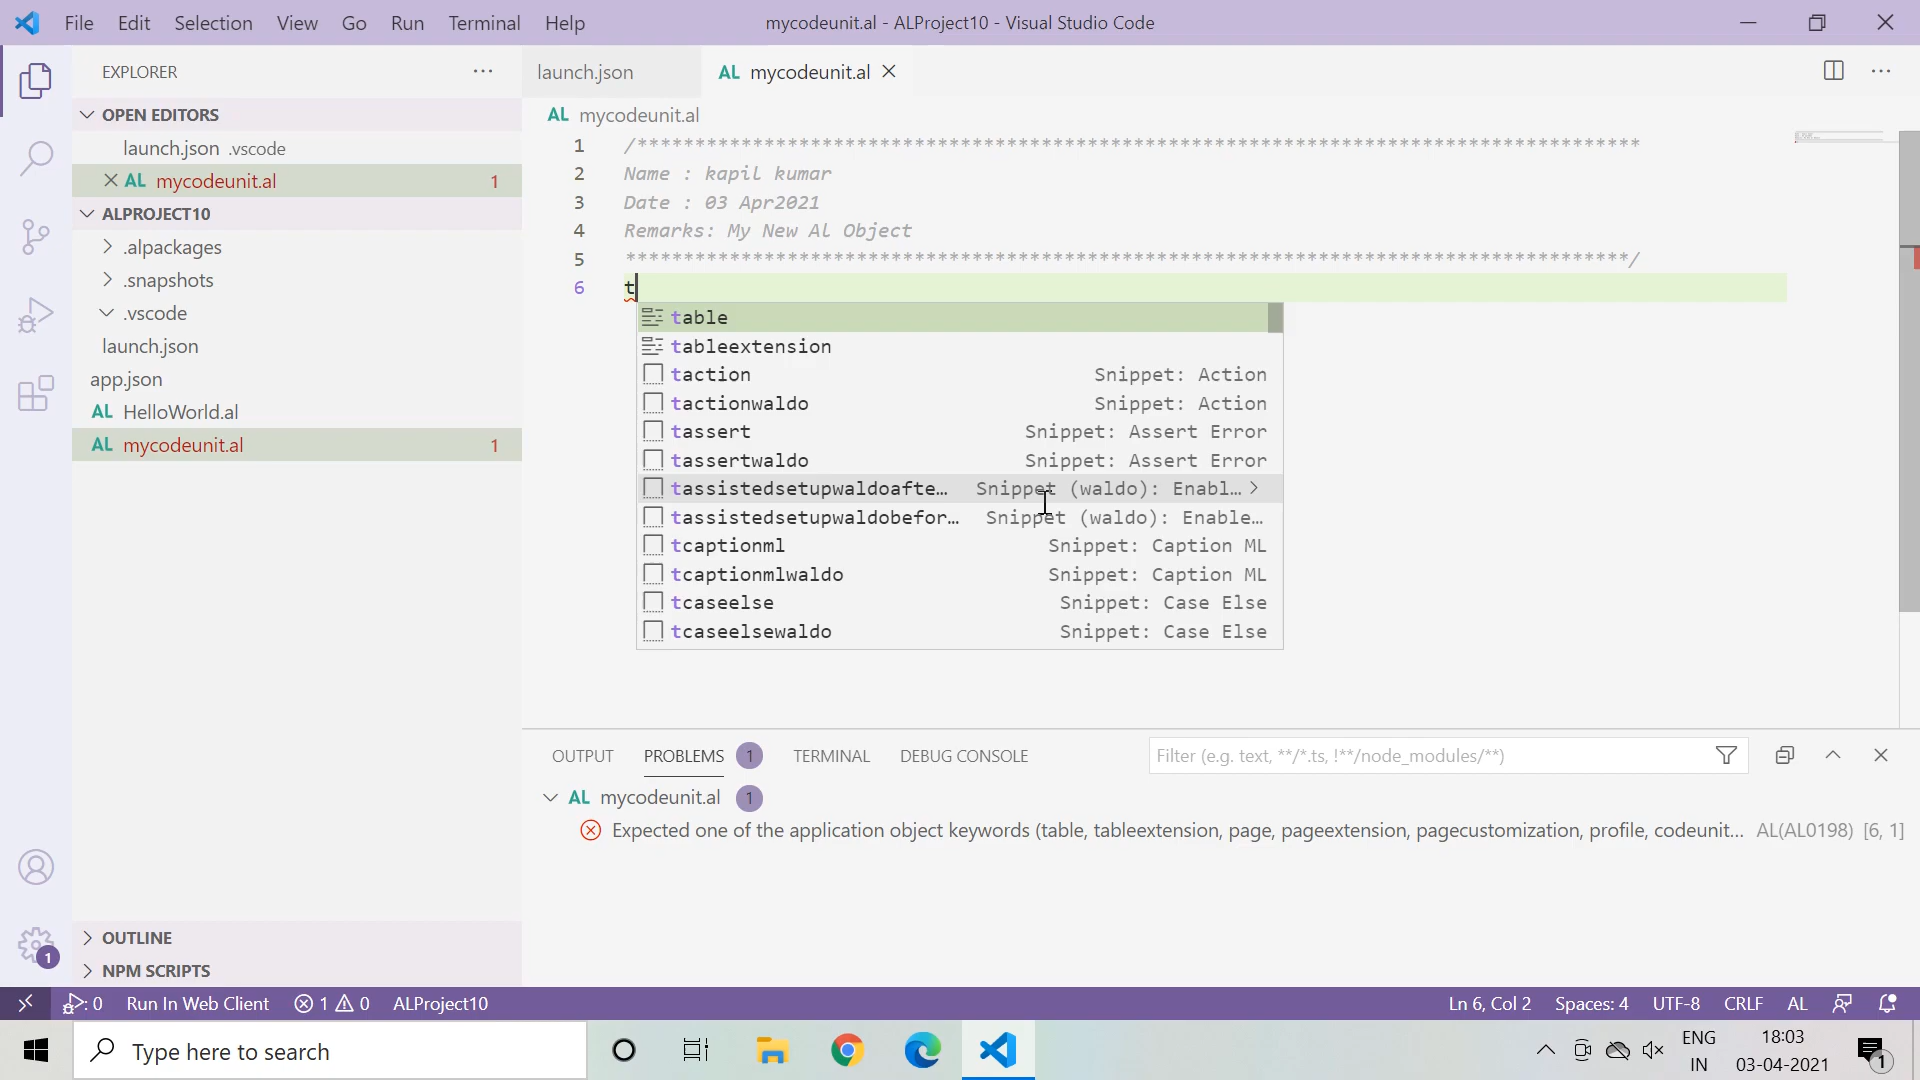 File Edit Selection View Go Run Terminal Help mycodeunit.al - ALProject10 - Visual Studio Code
EXPLORER
OPEN EDITORS
launch.json .vscode
AL mycodeunit.al 1
ALPROJECT10
.alpackages
.snapshots
.vscode
launch.json
app.json
AL HelloWorld.al
AL mycodeunit.al 1
OUTLINE
NPM SCRIPTS
launch.json
AL mycodeunit.al
AL mycodeunit.al
1 /***************************************************************************************
2 Name : kapil kumar
3 Date : 03 Apr2021
4 Remarks: My New Al Object
5 ***************************************************************************************/
6 t
table
tableextension
taction Snippet: Action
tactionwaldo Snippet: Action
tassert Snippet: Assert Error
tassertwaldo Snippet: Assert Error
tassistedsetupwaldoafte… Snippet (waldo): Enabl…
tassistedsetupwaldobefor… Snippet (waldo): Enable…
tcaptionml Snippet: Caption ML
tcaptionmlwaldo Snippet: Caption ML
tcaseelse Snippet: Case Else
tcaseelsewaldo Snippet: Case Else
OUTPUT PROBLEMS 1 TERMINAL DEBUG CONSOLE Filter (e.g. text, **/*.ts, !**/node_modules/**)
AL mycodeunit.al 1
Expected one of the application object keywords (table, tableextension, page, pageextension, pagecustomization, profile, codeunit… AL(AL0198) [6, 1]
1
0 Run In Web Client 1 0 ALProject10 Ln 6, Col 2 Spaces: 4 UTF-8 CRLF AL
Type here to search
ENG
IN
18:03
03-04-2021
1